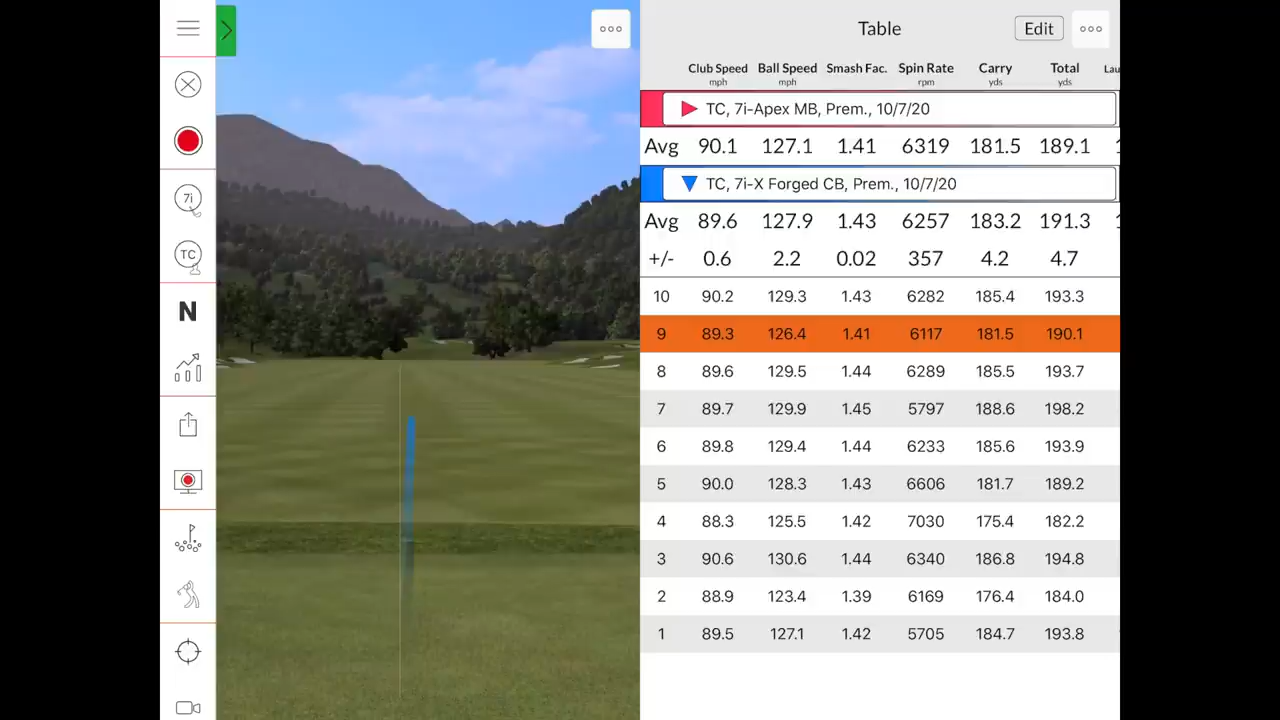 7i
TC
N
Table
Edit
Club Speed Ball Speed Smash Fac. Spin Rate Carry Total Lau
mph mph rpm yds yds
TC, 7i-Apex MB, Prem., 10/7/20
Avg 90.1 127.1 1.41 6319 181.5 189.1
TC, 7i-X Forged CB, Prem., 10/7/20
Avg 89.6 127.9 1.43 6257 183.2 191.3
+/- 0.6 2.2 0.02 357 4.2 4.7
10 90.2 129.3 1.43 6282 185.4 193.3
9 89.3 126.4 1.41 6117 181.5 190.1
8 89.6 129.5 1.44 6289 185.5 193.7
7 89.7 129.9 1.45 5797 188.6 198.2
6 89.8 129.4 1.44 6233 185.6 193.9
5 90.0 128.3 1.43 6606 181.7 189.2
4 88.3 125.5 1.42 7030 175.4 182.2
3 90.6 130.6 1.44 6340 186.8 194.8
2 88.9 123.4 1.39 6169 176.4 184.0
1 89.5 127.1 1.42 5705 184.7 193.8